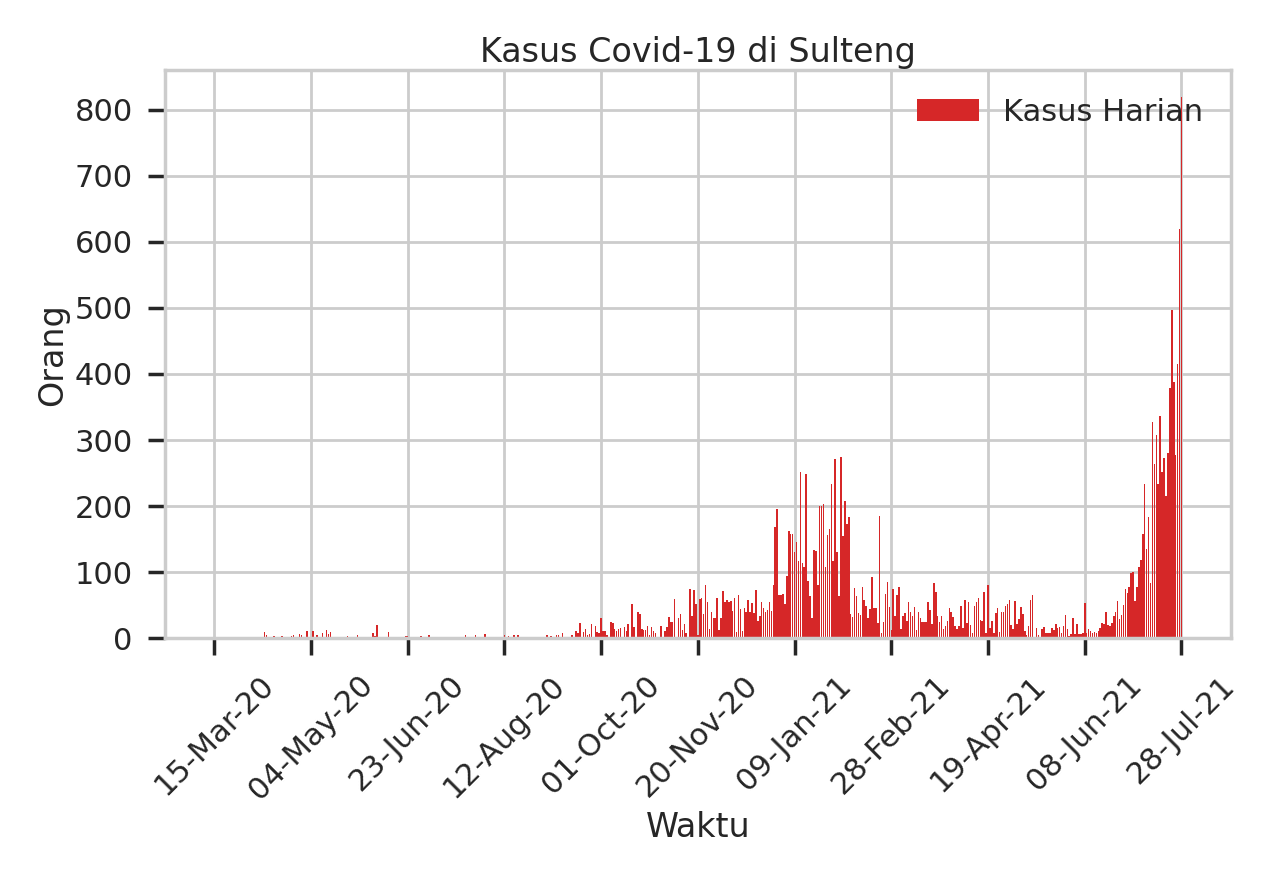 Kasus Covid-19 di Sulteng
Kasus Harian
Orang
800
700
600
500
400
300
200
100
0
15-Mar-20
04-May-20
23-Jun-20
12-Aug-20
01-Oct-20
20-Nov-20
09-Jan-21
28-Feb-21
19-Apr-21
08-Jun-21
28-Jul-21
Waktu